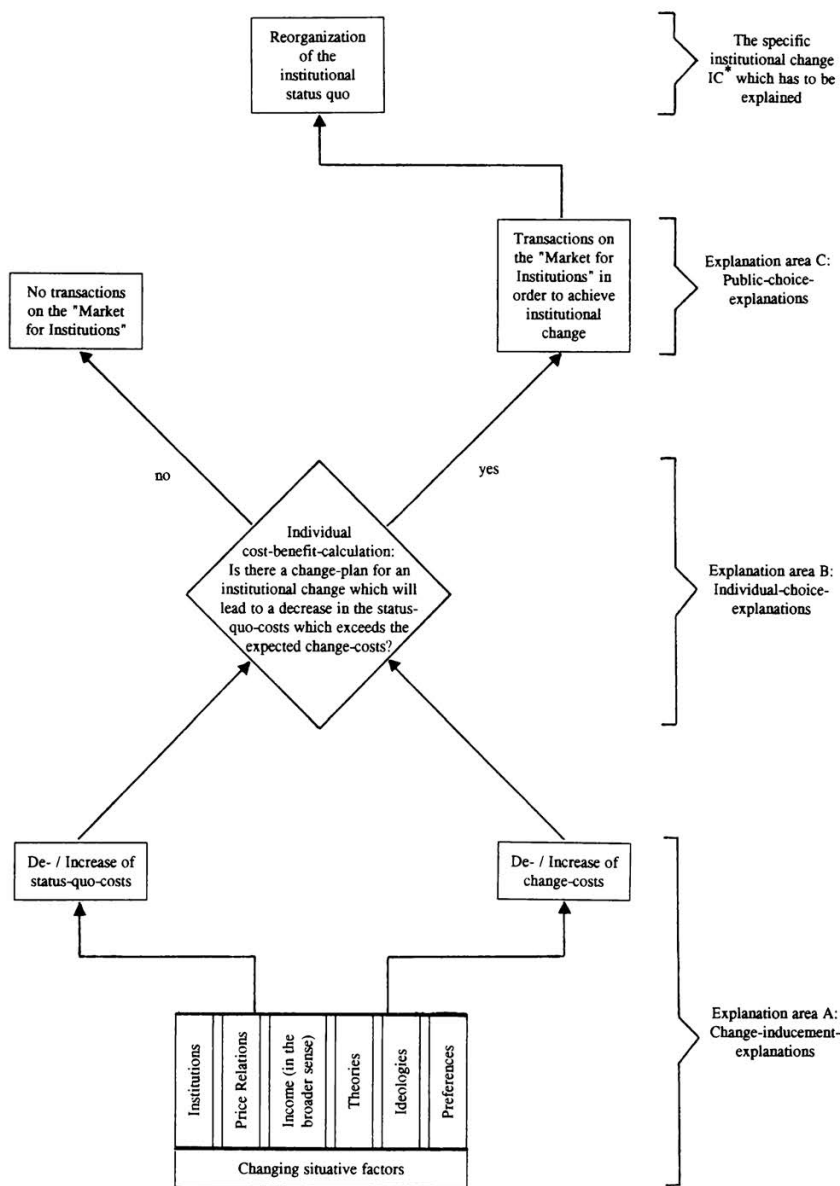 Reorganization
of the
institutional
status quo
The specific
institutional change
IC* which has to be
explained
Transactions on
the "Market for
Institutions" in
order to achieve
institutional
change
Explanation area C:
Public-choice-
explanations
No transactions
on the "Market
for Institutions"
no
yes
Individual
cost-benefit-calculation:
Is there a change-plan for an
institutional change which will
lead to a decrease in the status-
quo-costs which exceeds the
expected change-costs?
Explanation area B:
Individual-choice-
explanations
De- / Increase of
status-quo-costs
De- / Increase of
change-costs
Institutions
Price Relations
Income (in the
broader sense)
Theories
Ideologies
Preferences
Changing situative factors
Explanation area A:
Change-inducement-
explanations